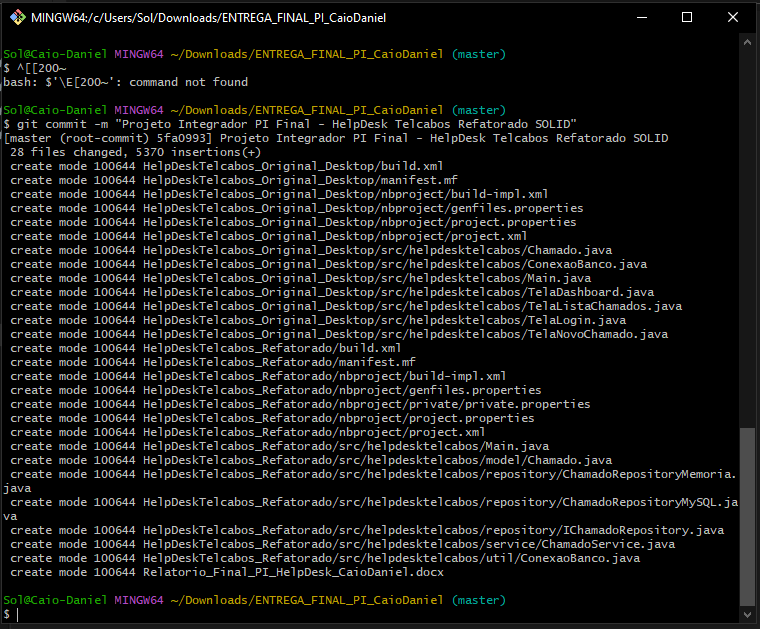 MINGW64:/c/Users/Sol/Downloads/ENTREGA_FINAL_PI_CaioDaniel
Sol@Caio-Daniel MINGW64 ~/Downloads/ENTREGA_FINAL_PI_CaioDaniel (master)
$ ^[[200~
bash: $'\E[200~': command not found
Sol@Caio-Daniel MINGW64 ~/Downloads/ENTREGA_FINAL_PI_CaioDaniel (master)
$ git commit -m "Projeto Integrador PI Final - HelpDesk Telcabos Refatorado SOLID"
[master (root-commit) 5fa0993] Projeto Integrador PI Final - HelpDesk Telcabos Refatorado SOLID
28 files changed, 5370 insertions(+)
create mode 100644 HelpDeskTelcabos_Original_Desktop/build.xml
create mode 100644 HelpDeskTelcabos_Original_Desktop/manifest.mf
create mode 100644 HelpDeskTelcabos_Original_Desktop/nbproject/build-impl.xml
create mode 100644 HelpDeskTelcabos_Original_Desktop/nbproject/genfiles.properties
create mode 100644 HelpDeskTelcabos_Original_Desktop/nbproject/project.properties
create mode 100644 HelpDeskTelcabos_Original_Desktop/nbproject/project.xml
create mode 100644 HelpDeskTelcabos_Original_Desktop/src/helpdesktelcabos/Chamado.java
create mode 100644 HelpDeskTelcabos_Original_Desktop/src/helpdesktelcabos/ConexaoBanco.java
create mode 100644 HelpDeskTelcabos_Original_Desktop/src/helpdesktelcabos/Main.java
create mode 100644 HelpDeskTelcabos_Original_Desktop/src/helpdesktelcabos/TelaDashboard.java
create mode 100644 HelpDeskTelcabos_Original_Desktop/src/helpdesktelcabos/TelaListaChamados.java
create mode 100644 HelpDeskTelcabos_Original_Desktop/src/helpdesktelcabos/TelaLogin.java
create mode 100644 HelpDeskTelcabos_Original_Desktop/src/helpdesktelcabos/TelaNovoChamado.java
create mode 100644 HelpDeskTelcabos_Refatorado/build.xml
create mode 100644 HelpDeskTelcabos_Refatorado/manifest.mf
create mode 100644 HelpDeskTelcabos_Refatorado/nbproject/build-impl.xml
create mode 100644 HelpDeskTelcabos_Refatorado/nbproject/genfiles.properties
create mode 100644 HelpDeskTelcabos_Refatorado/nbproject/private/private.properties
create mode 100644 HelpDeskTelcabos_Refatorado/nbproject/project.properties
create mode 100644 HelpDeskTelcabos_Refatorado/nbproject/project.xml
create mode 100644 HelpDeskTelcabos_Refatorado/src/helpdesktelcabos/Main.java
create mode 100644 HelpDeskTelcabos_Refatorado/src/helpdesktelcabos/model/Chamado.java
create mode 100644 HelpDeskTelcabos_Refatorado/src/helpdesktelcabos/repository/ChamadoRepositoryMemoria.
java
create mode 100644 HelpDeskTelcabos_Refatorado/src/helpdesktelcabos/repository/ChamadoRepositoryMySQL.ja
va
create mode 100644 HelpDeskTelcabos_Refatorado/src/helpdesktelcabos/repository/IChamadoRepository.java
create mode 100644 HelpDeskTelcabos_Refatorado/src/helpdesktelcabos/service/ChamadoService.java
create mode 100644 HelpDeskTelcabos_Refatorado/src/helpdesktelcabos/util/ConexaoBanco.java
create mode 100644 Relatorio_Final_PI_HelpDesk_CaioDaniel.docx
Sol@Caio-Daniel MINGW64 ~/Downloads/ENTREGA_FINAL_PI_CaioDaniel (master)
$